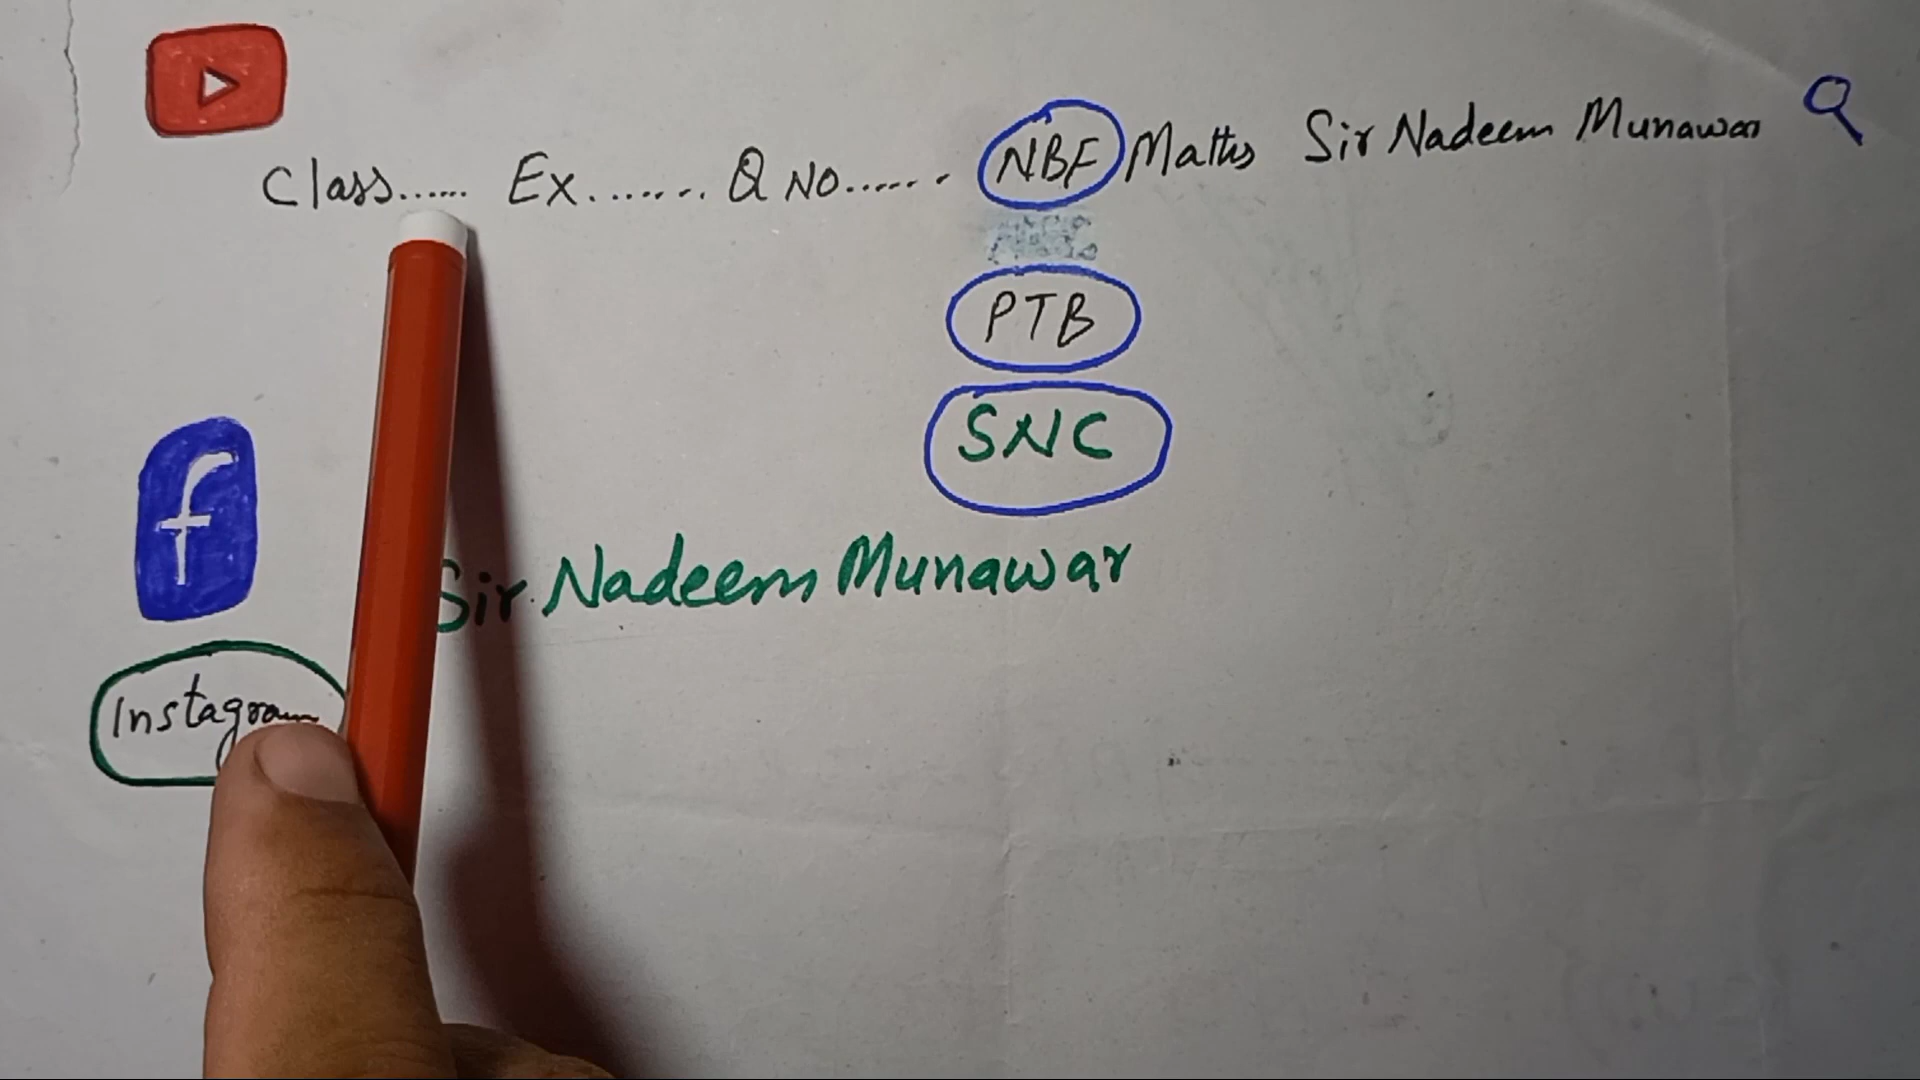 Class...... Ex....... Q No...... NBF Maths Sir Nadeem Munawar
PTB
SNC
f
Sir Nadeem Munawar
Instagram